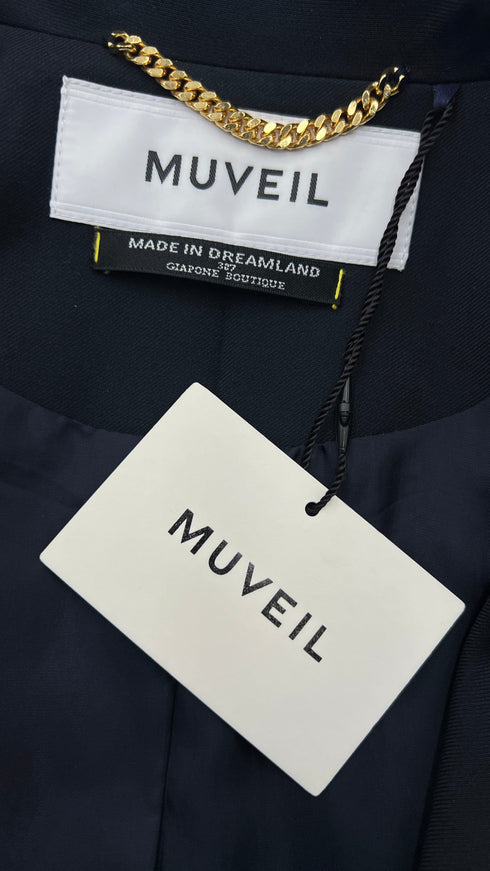 MUVEIL
MADE IN DREAMLAND
387
GIAPONE BOUTIQUE
MUVEIL